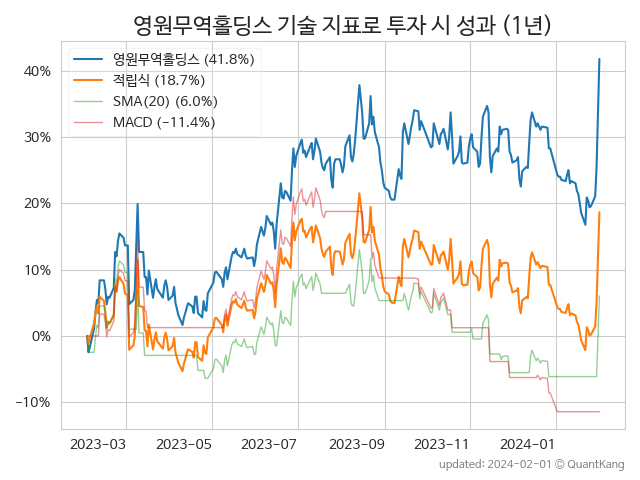 영원무역홀딩스 기술 지표로 투자 시 성과 (1년)
영원무역홀딩스 (41.8%)
적립식 (18.7%)
SMA(20) (6.0%)
MACD (−11.4%)
40%
30%
20%
10%
0%
−10%
2023-03 2023-05 2023-07 2023-09 2023-11 2024-01
updated: 2024-02-01 © QuantKang